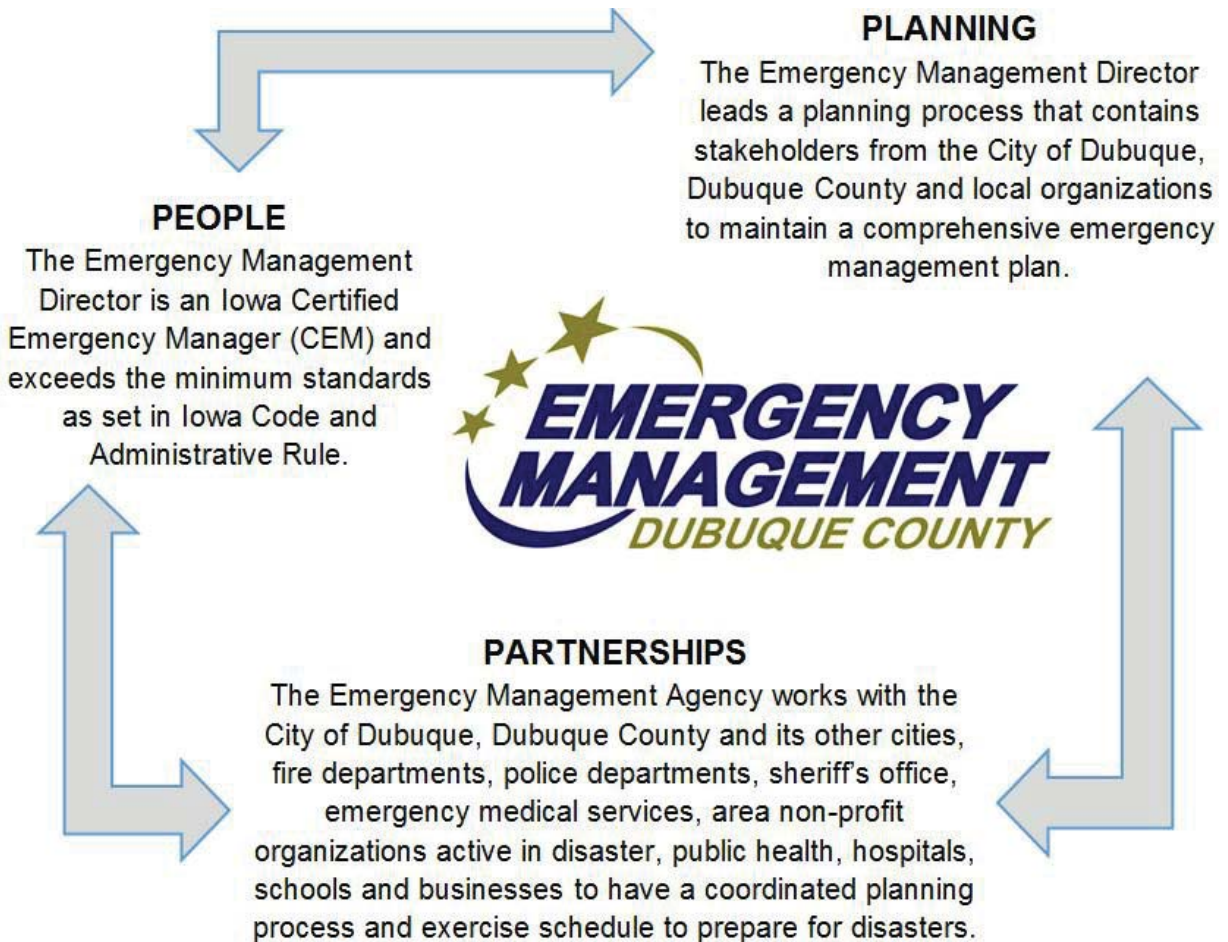 PLANNING
The Emergency Management Director
leads a planning process that contains
stakeholders from the City of Dubuque,
Dubuque County and local organizations
to maintain a comprehensive emergency
management plan.
PEOPLE
The Emergency Management
Director is an Iowa Certified
Emergency Manager (CEM) and
exceeds the minimum standards
as set in Iowa Code and
Administrative Rule.
EMERGENCY
MANAGEMENT
DUBUQUE COUNTY
PARTNERSHIPS
The Emergency Management Agency works with the
City of Dubuque, Dubuque County and its other cities,
fire departments, police departments, sheriff's office,
emergency medical services, area non-profit
organizations active in disaster, public health, hospitals,
schools and businesses to have a coordinated planning
process and exercise schedule to prepare for disasters.